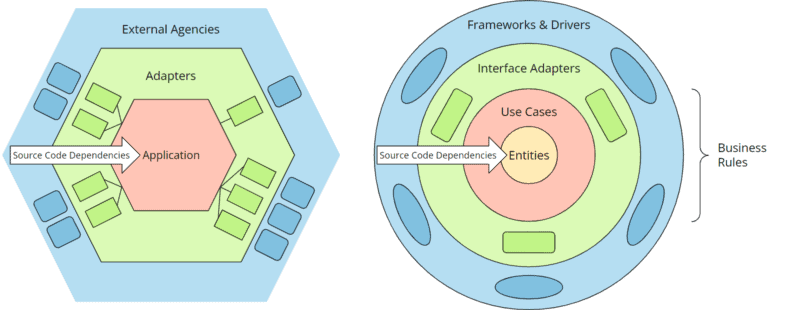 External Agencies
Adapters
Source Code Dependencies
Application
Frameworks & Drivers
Interface Adapters
Use Cases
Source Code Dependencies
Entities
Business
Rules